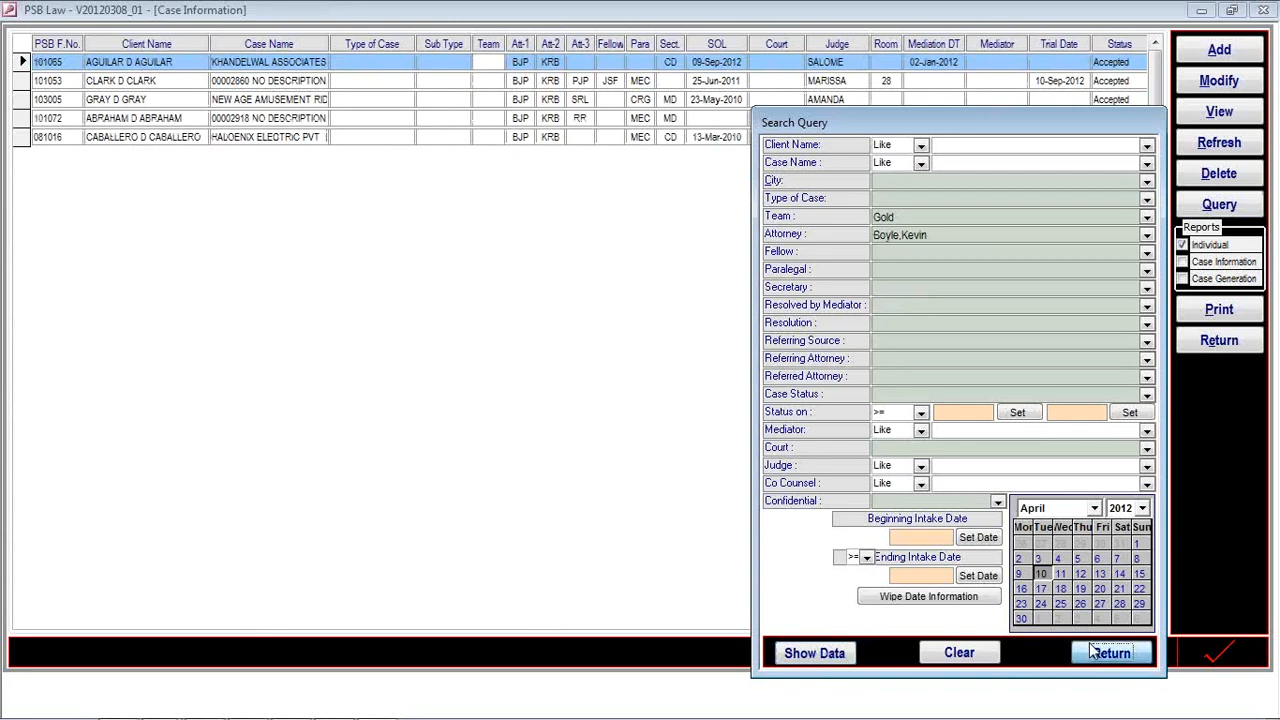 PSB Law - V20120308_01 - [Case Information]
PSB F.No. Client Name Case Name Type of Case Sub Type Team Att-1 Att-2 Att-3 Fellow Para Sect. SOL Court Judge Room Mediation DT Mediator Trial Date Status
101065 AGUILAR D AGUILAR KHANDELWAL ASSOCIATES BJP KRB CD 09-Sep-2012 SALOME 02-Jan-2012 Accepted
101053 CLARK D CLARK 00002860 NO DESCRIPTION BJP KRB PJP JSF MEC 25-Jun-2011 MARISSA 28 10-Sep-2012 Accepted
103005 GRAY D GRAY NEW AGE AMUSEMENT RID BJP KRB SRL CRG MD 23-May-2010 AMANDA Accepted
101072 ABRAHAM D ABRAHAM 00002918 NO DESCRIPTION BJP KRB RR MEC MD
081016 CABALLERO D CABALLERO HALOENIX ELECTRIC PVT BJP KRB MEC CD 13-Mar-2010
Search Query
Client Name: Like
Case Name : Like
City:
Type of Case:
Team : Gold
Attorney : Boyle,Kevin
Fellow :
Paralegal :
Secretary :
Resolved by Mediator :
Resolution :
Referring Source :
Referring Attorney :
Referred Attorney :
Case Status :
Status on : >= Set Set
Mediator: Like
Court :
Judge : Like
Co Counsel : Like
Confidential :
Beginning Intake Date
Set Date
>= Ending Intake Date
Set Date
Wipe Date Information
April 2012
Mon Tue Wed Thu Fri Sat Sun
26 27 28 29 30 31 1
2 3 4 5 6 7 8
9 10 11 12 13 14 15
16 17 18 19 20 21 22
23 24 25 26 27 28 29
30 1 2 3 4 5 6
Show Data Clear Return
Add
Modify
View
Refresh
Delete
Query
Reports
Individual
Case Information
Case Generation
Print
Return